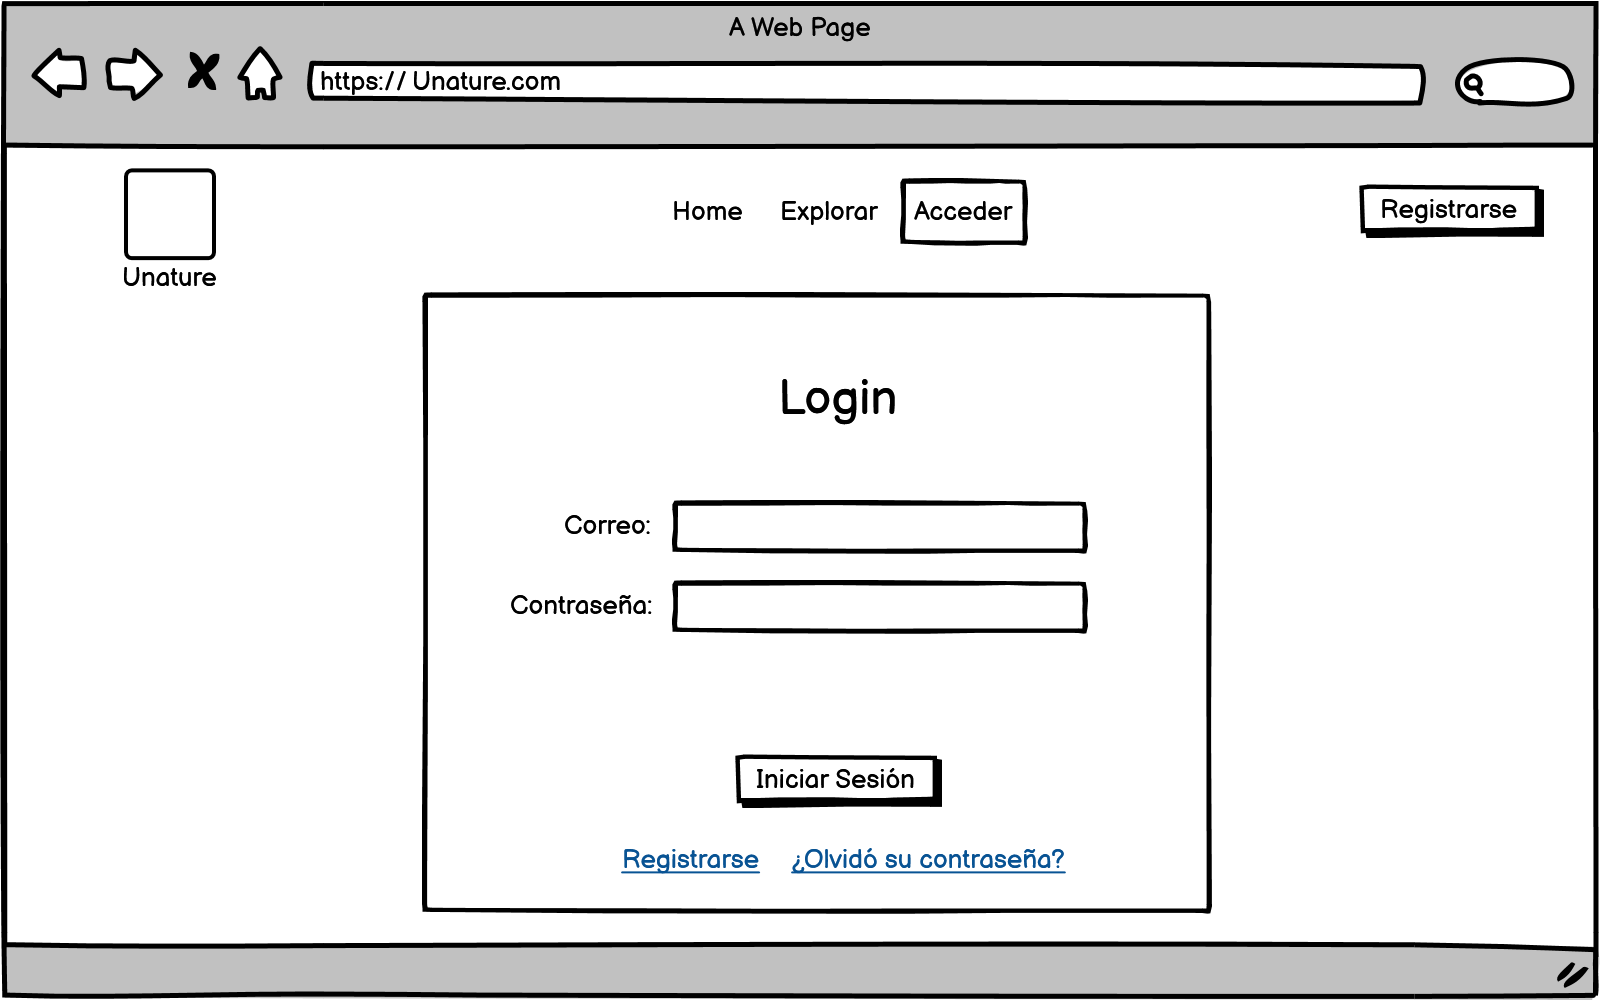 A Web Page
https:// Unature.com
Home Explorar Acceder Registrarse
Unature
Login
Correo:
Contraseña:
Iniciar Sesión
Registrarse ¿Olvidó su contraseña?